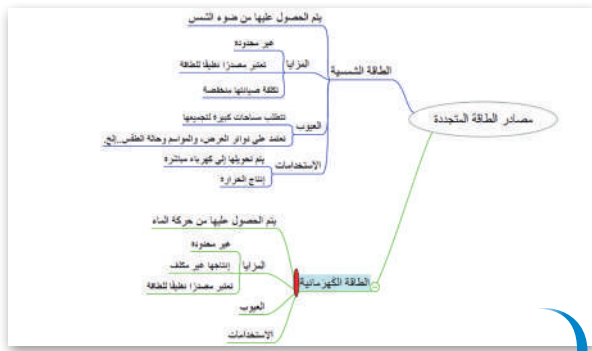 مصادر الطاقة المتجددة
الطاقة الشمسية
يتم الحصول عليها من ضوء الشمس
المزايا
غير محدودة
تعتبر مصدرًا نظيفًا للطاقة
تكلفة صيانتها منخفضة
العيوب
تتطلب مساحات كبيرة لتجميعها
تعتمد على دوائر العرض، والمواسم وحالة الطقس...إلخ.
الاستخدامات
يتم تحويلها إلى كهرباء مباشرة
إنتاج الحرارة
الطاقة الكهرمائية
يتم الحصول عليها من حركة الماء
المزايا
غير محدودة
إنتاجها غير مكلف
تعتبر مصدرًا نظيفًا للطاقة
العيوب
الاستخدامات